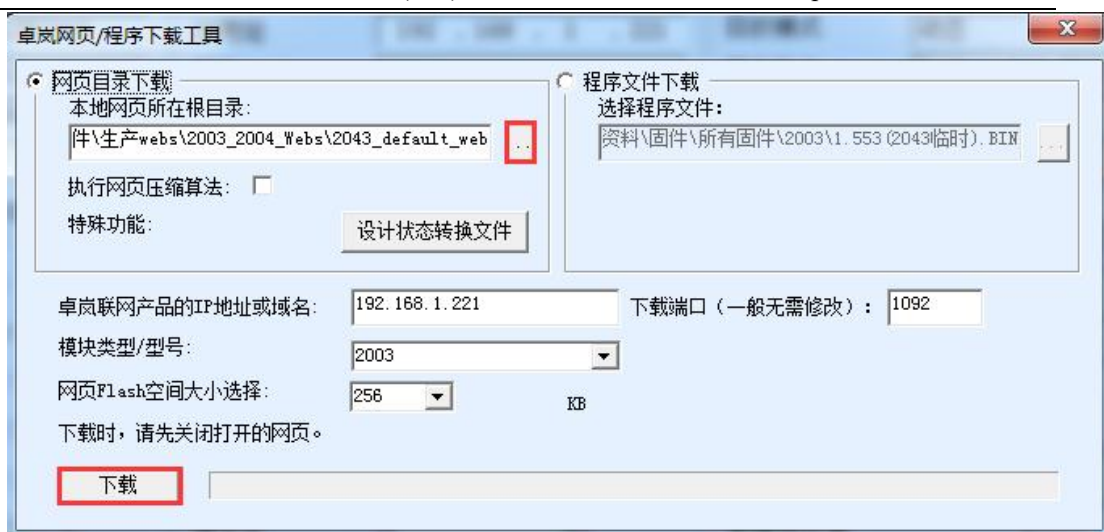 卓岚网页/程序下载工具
网页目录下载
本地网页所在根目录:
件\生产webs\2003_2004_Webs\2043_default_web
..
执行网页压缩算法:
特殊功能:
设计状态转换文件
程序文件下载
选择程序文件:
资料\固件\所有固件\2003\1.553(2043临时).BIN
...
卓岚联网产品的IP地址或域名:
192.168.1.221
下载端口（一般无需修改）:
1092
模块类型/型号:
2003
网页Flash空间大小选择:
256
KB
下载时，请先关闭打开的网页。
下载